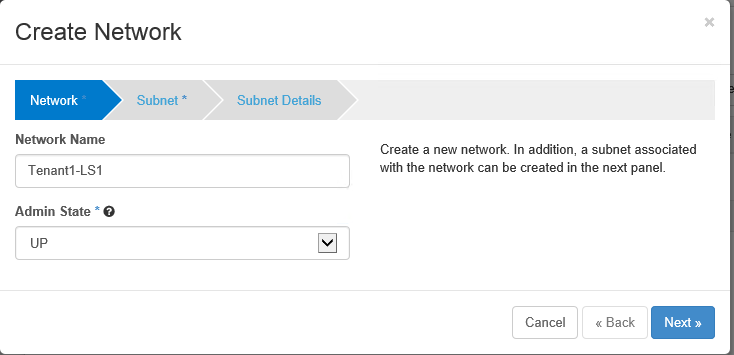 Create Network
×
Network *
Subnet *
Subnet Details
Network Name
Tenant1-LS1
Admin State *
UP
Create a new network. In addition, a subnet associated
with the network can be created in the next panel.
Cancel
« Back
Next »